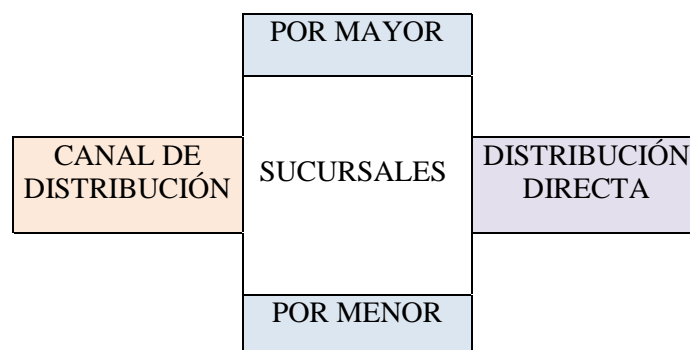 POR MAYOR
CANAL DE
DISTRIBUCIÓN
SUCURSALES
DISTRIBUCIÓN
DIRECTA
POR MENOR